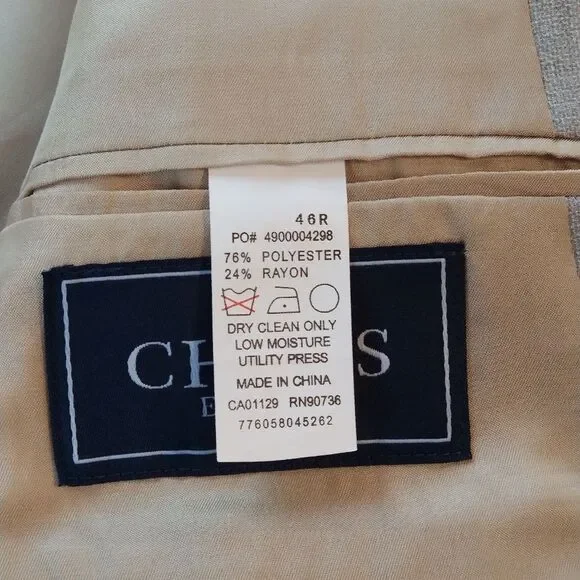 46R
PO# 4900004298
76% POLYESTER
24% RAYON
DRY CLEAN ONLY
LOW MOISTURE
UTILITY PRESS
MADE IN CHINA
CA01129 RN90736
776058045262